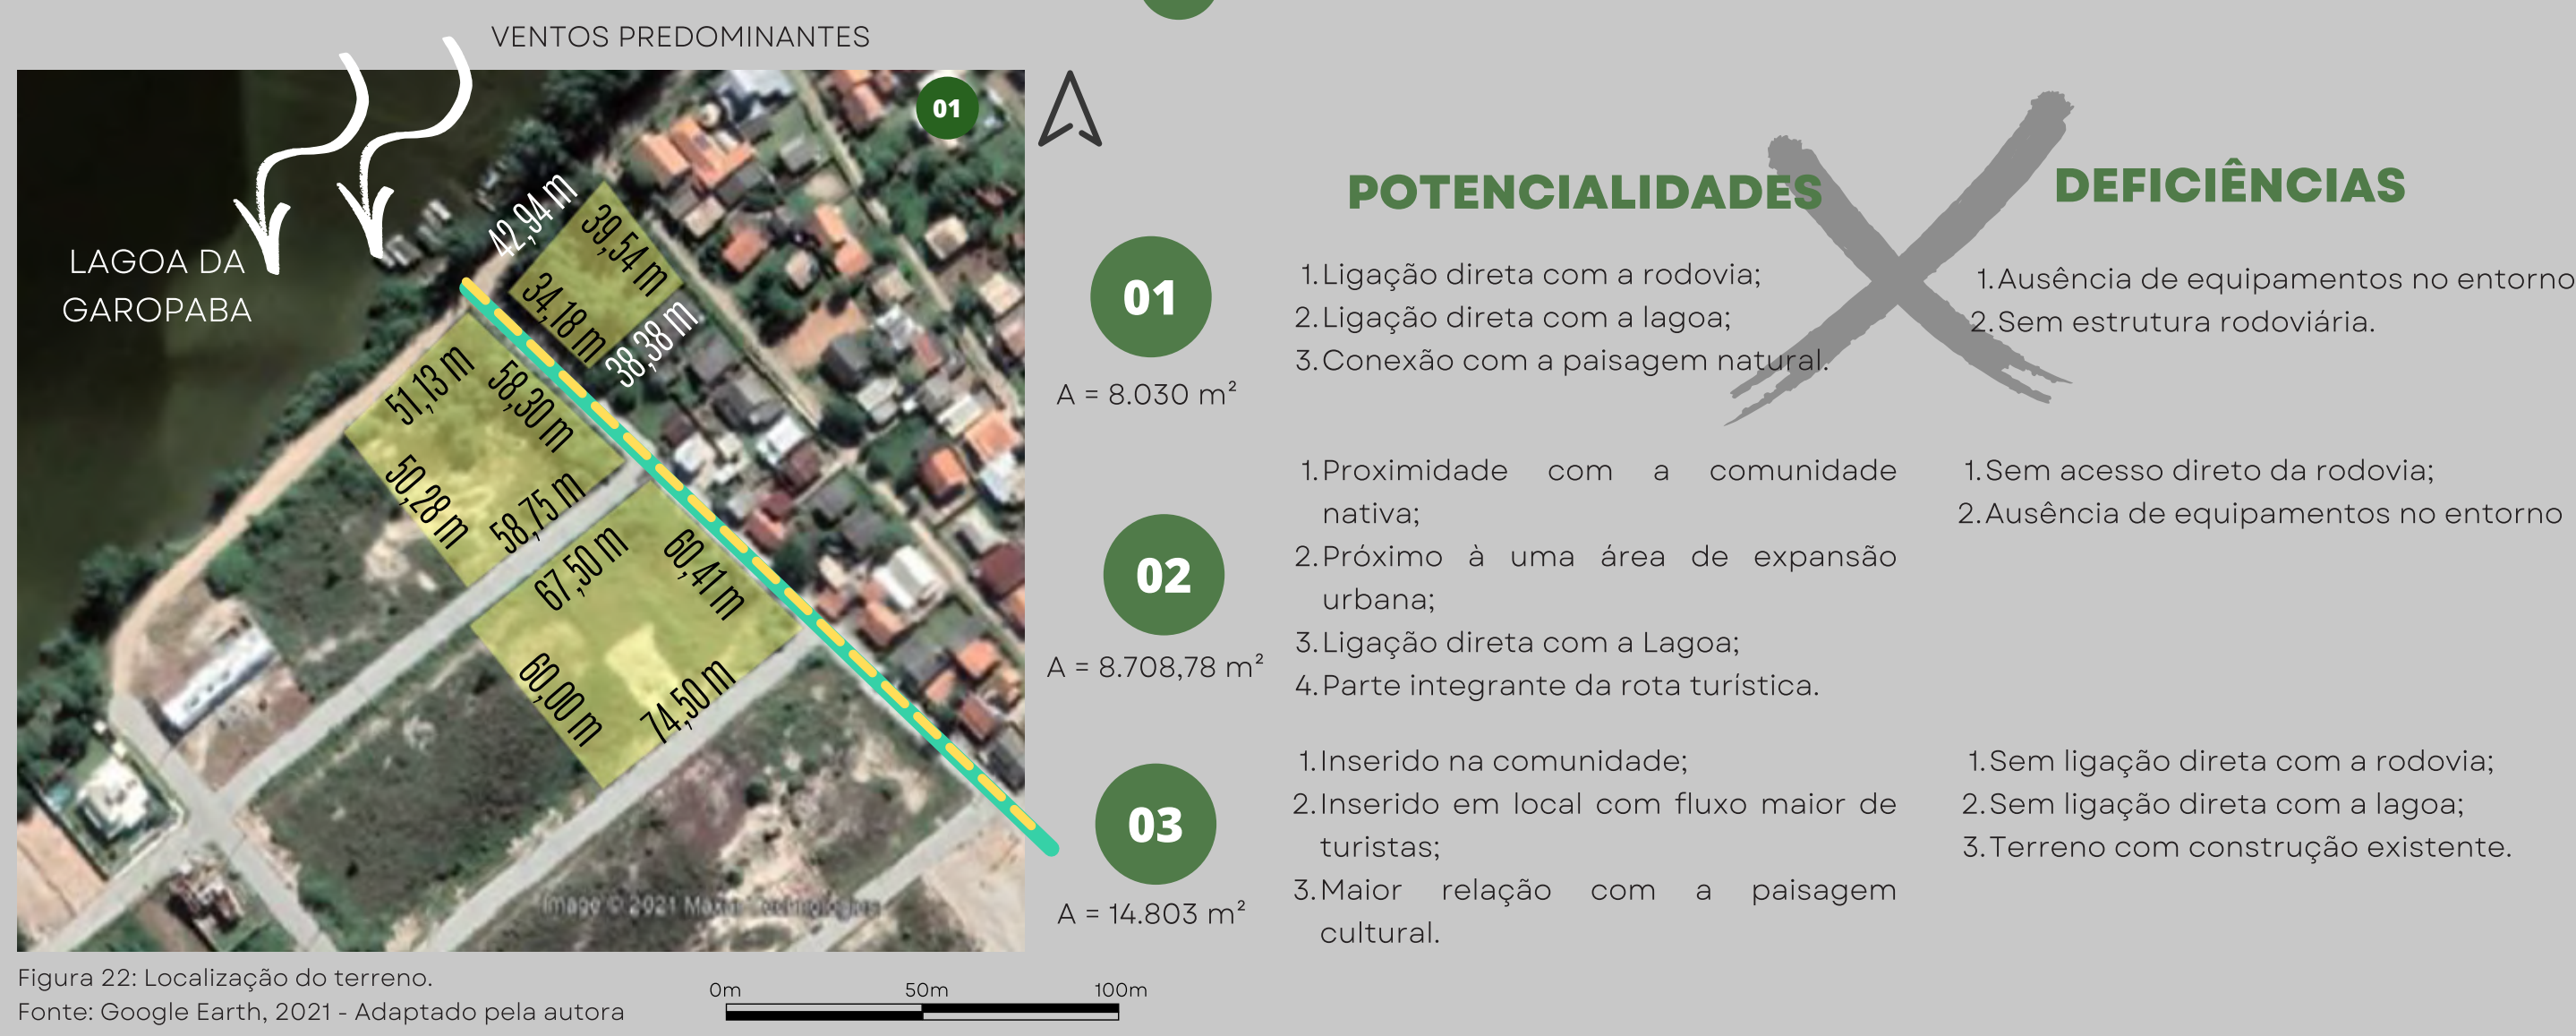 VENTOS PREDOMINANTES
01
LAGOA DA
GAROPABA
42,94 m
39,54 m
34,18 m
38,38 m
51,13 m
58,30 m
50,28 m
58,75 m
67,50 m
60,41 m
60,00 m
74,50 m
Image © 2021 Maxar Technologies
Figura 22: Localização do terreno.
Fonte: Google Earth, 2021 - Adaptado pela autora
0m 50m 100m
POTENCIALIDADES
DEFICIÊNCIAS
01
A = 8.030 m²
1. Ligação direta com a rodovia;
2. Ligação direta com a lagoa;
3. Conexão com a paisagem natural.
1. Ausência de equipamentos no entorno
2. Sem estrutura rodoviária.
02
A = 8.708,78 m²
1. Proximidade com a comunidade
nativa;
2. Próximo à uma área de expansão
urbana;
3. Ligação direta com a Lagoa;
4. Parte integrante da rota turística.
1. Sem acesso direto da rodovia;
2. Ausência de equipamentos no entorno
03
A = 14.803 m²
1. Inserido na comunidade;
2. Inserido em local com fluxo maior de
turistas;
3. Maior relação com a paisagem
cultural.
1. Sem ligação direta com a rodovia;
2. Sem ligação direta com a lagoa;
3. Terreno com construção existente.